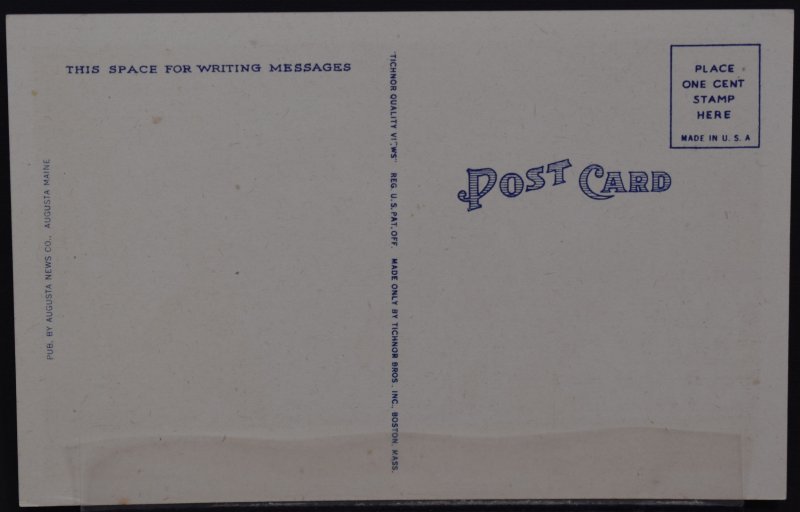 THIS SPACE FOR WRITING MESSAGES
PUB. BY AUGUSTA NEWS CO., AUGUSTA MAINE
TICHNOR QUALITY VIEWS REG. U. S. PAT. OFF. MADE ONLY BY TICHNOR BROS., INC., BOSTON, MASS.
POST CARD
PLACE
ONE CENT
STAMP
HERE
MADE IN U. S. A